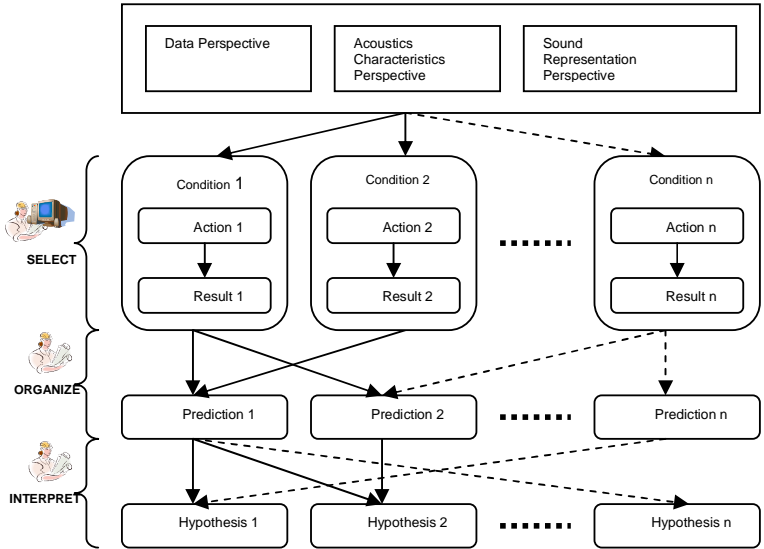 Data Perspective
Acoustics
Characteristics
Perspective
Sound
Representation
Perspective
Condition 1
Condition 2
Condition n
Action 1
Action 2
Action n
SELECT
Result 1
Result 2
Result n
ORGANIZE
Prediction 1
Prediction 2
Prediction n
INTERPRET
Hypothesis 1
Hypothesis 2
Hypothesis n